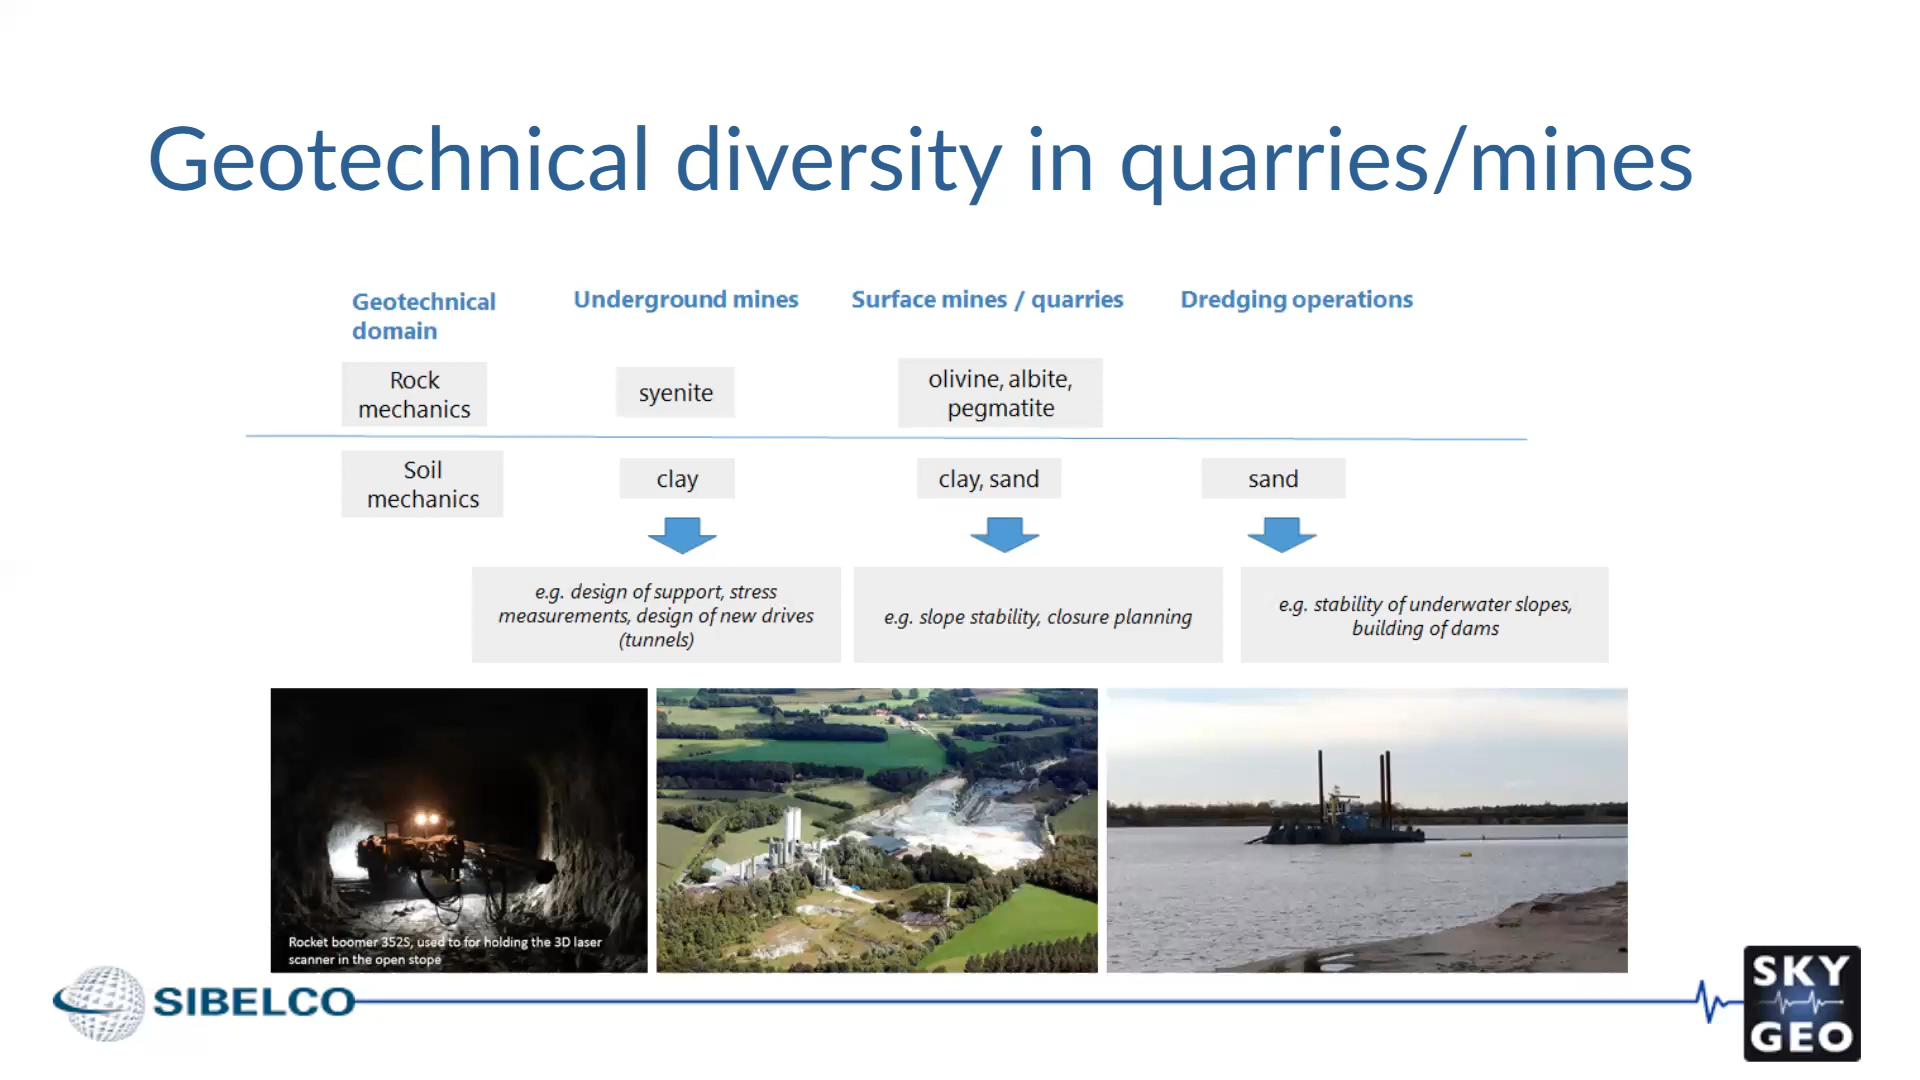 Geotechnical diversity in quarries/mines
Geotechnical
domain
Underground mines
Surface mines / quarries
Dredging operations
Rock
mechanics
syenite
olivine, albite,
pegmatite
Soil
mechanics
clay
clay, sand
sand
e.g. design of support, stress
measurements, design of new drives
(tunnels)
e.g. slope stability, closure planning
e.g. stability of underwater slopes,
building of dams
Rocket boomer 352S, used to for holding the 3D laser
scanner in the open stope
SIBELCO
SKY
GEO